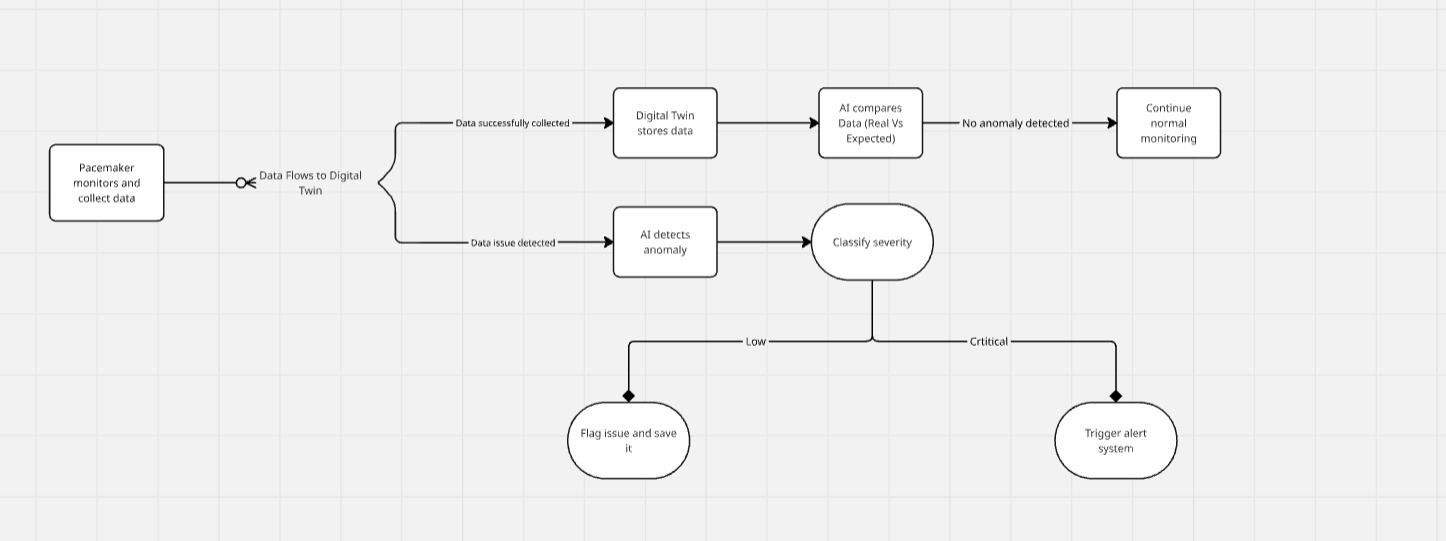 Pacemaker
monitors and
collect data
Data Flows to Digital
Twin
Data successfully collected
Digital Twin
stores data
AI compares
Data (Real Vs
Expected)
No anomaly detected
Continue
normal
monitoring
Data issue detected
AI detects
anomaly
Classify severity
Low
Crtitical
Flag issue and save
it
Trigger alert
system